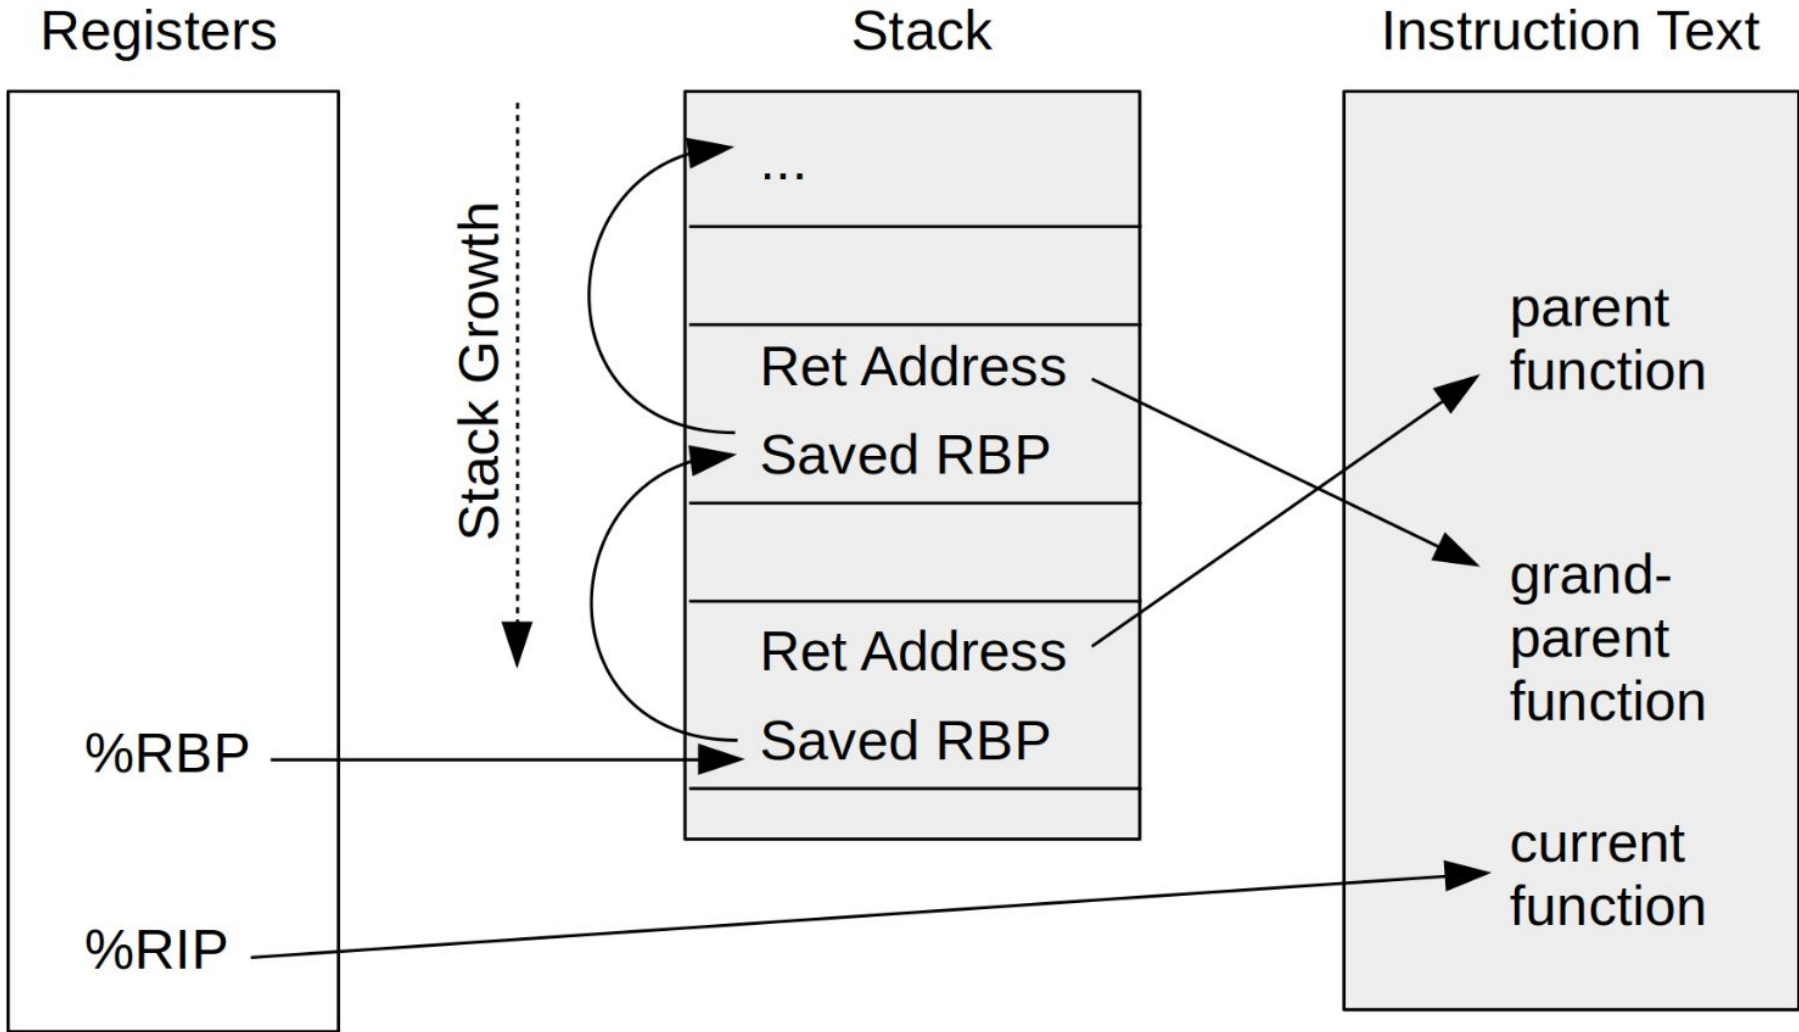 Registers
Stack
Instruction Text
Stack Growth
...
Ret Address
Saved RBP
Ret Address
Saved RBP
%RBP
%RIP
parent
function
grand-
parent
function
current
function